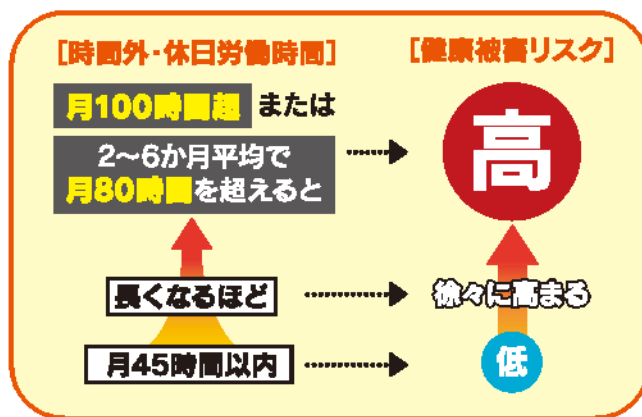 [時間外・休日労働時間]
[健康被害リスク]
月100時間超 または
2〜6か月平均で
月80時間を超えると
高
長くなるほど
徐々に高まる
月45時間以内
低